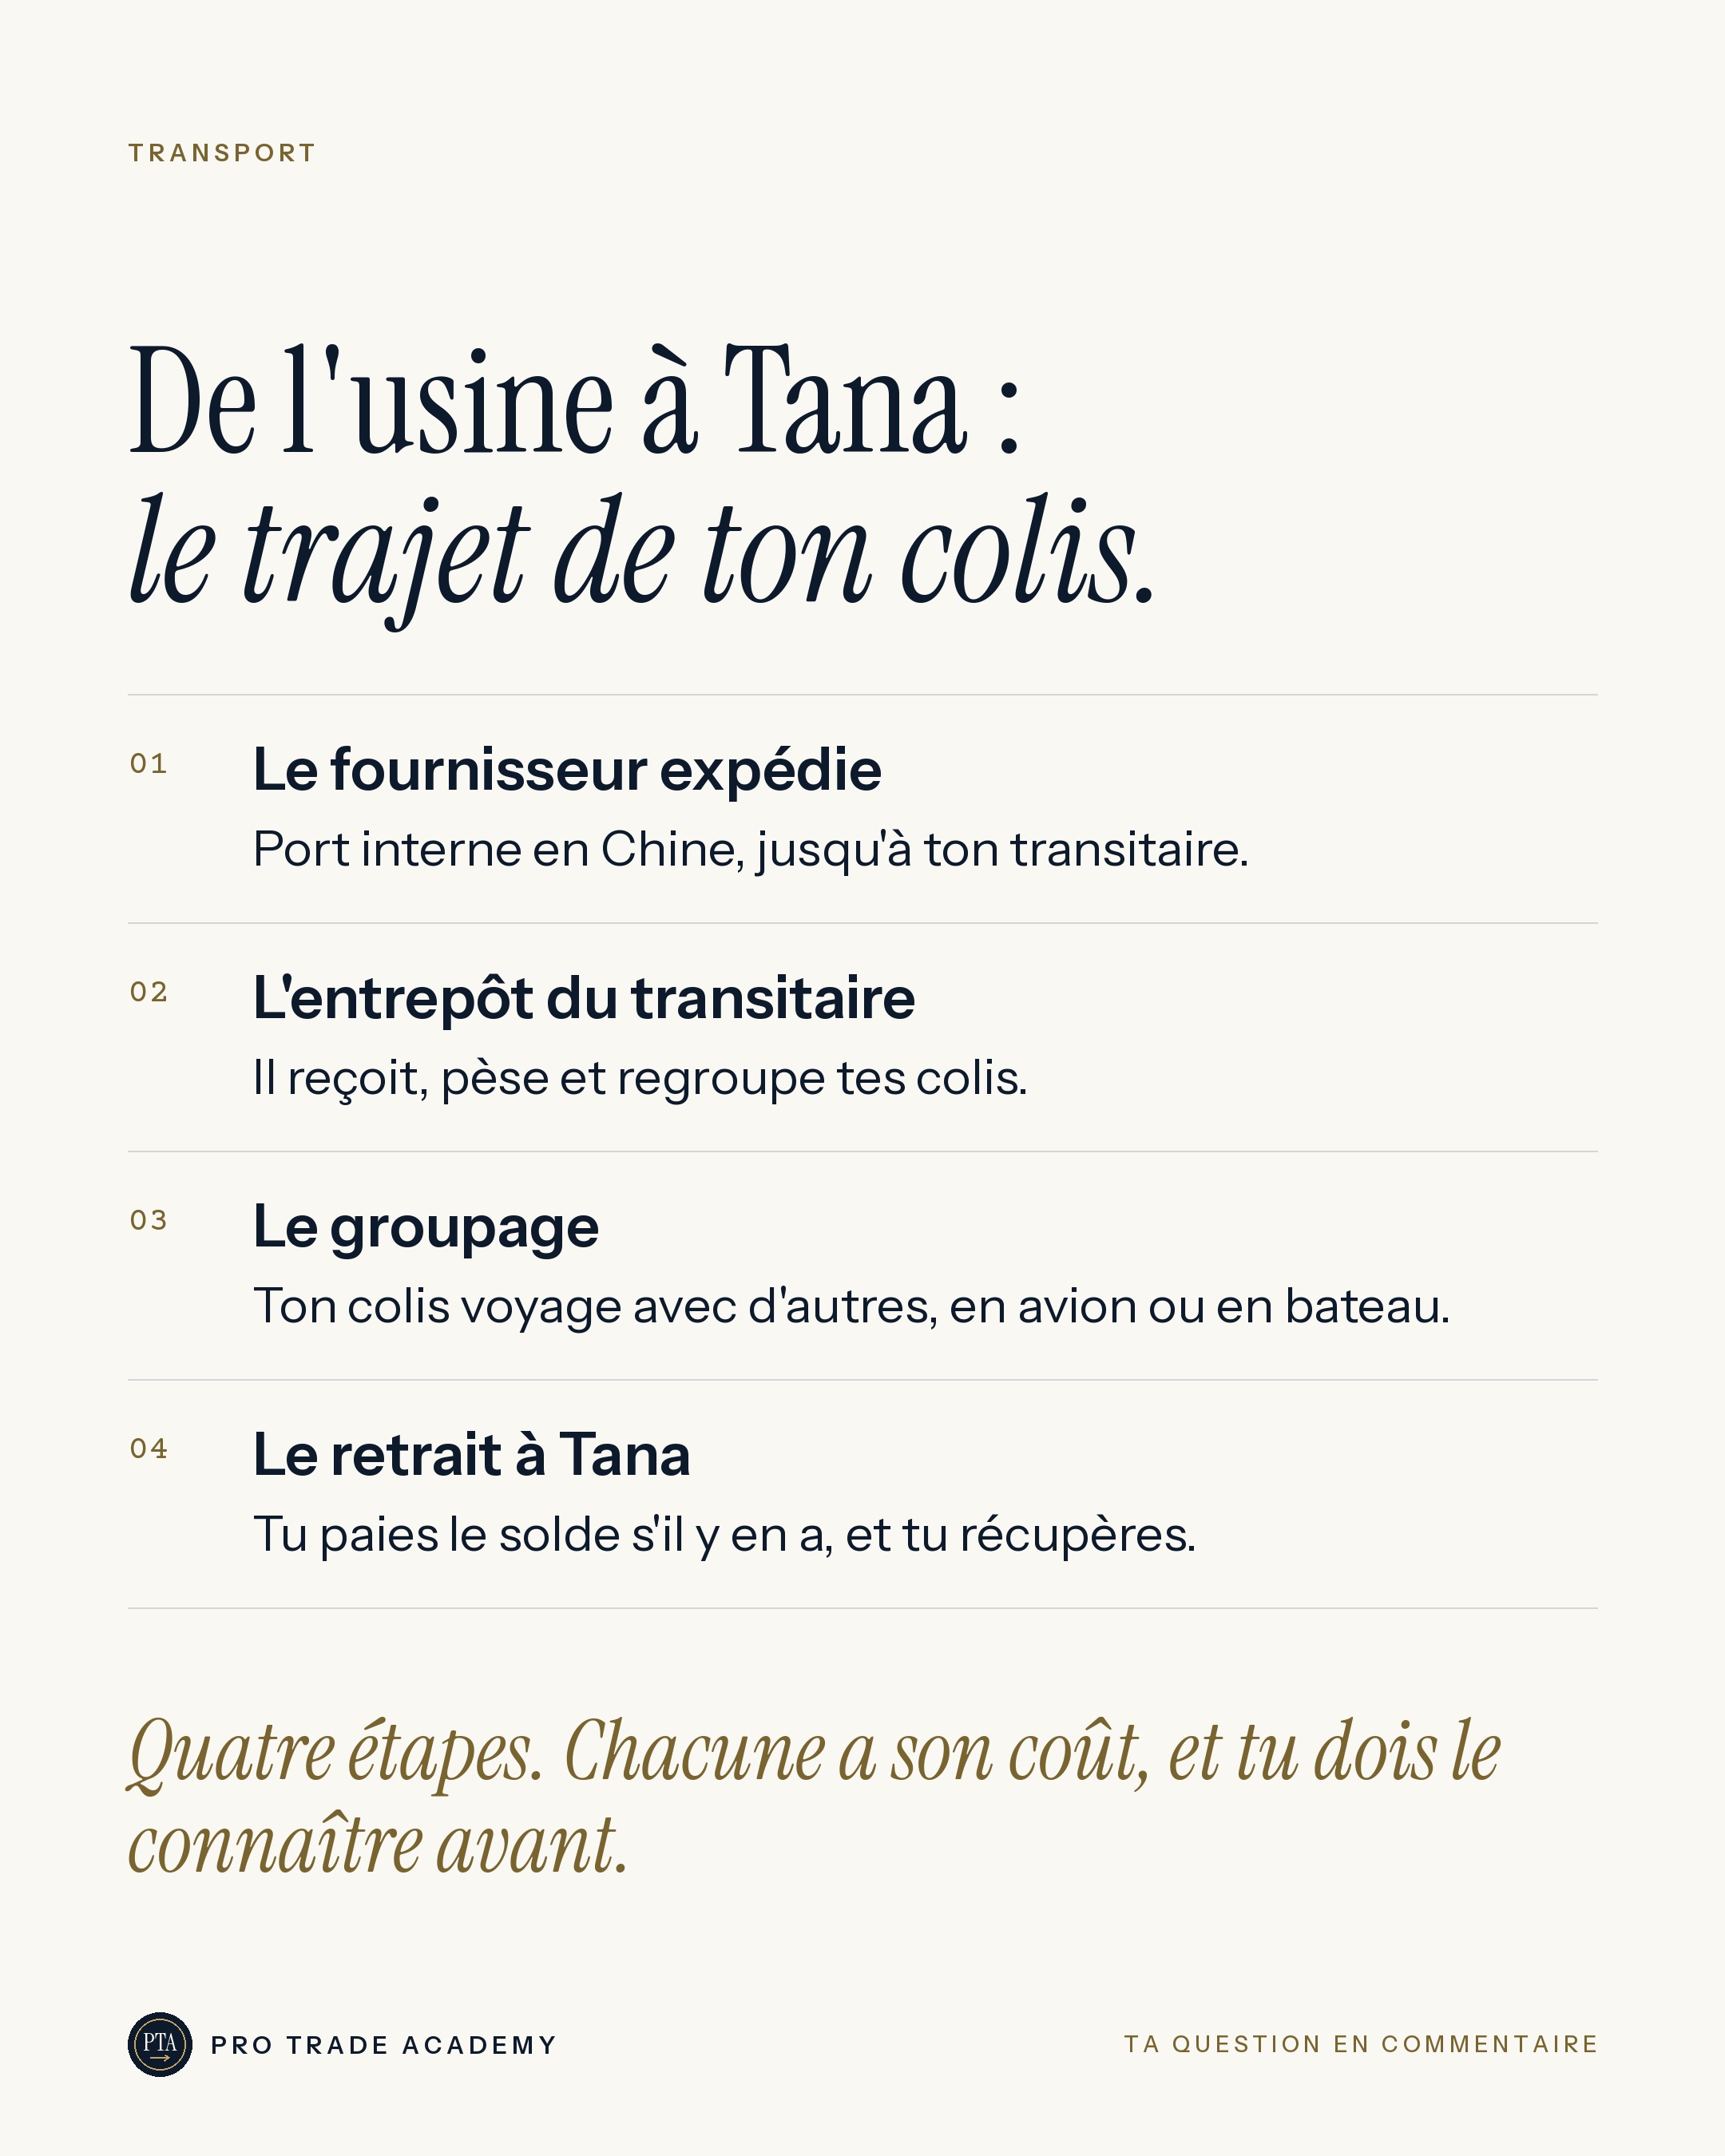 TRANSPORT
De l'usine à Tana :
le trajet de ton colis.
01
Le fournisseur expédie
Port interne en Chine, jusqu'à ton transitaire.
02
L'entrepôt du transitaire
Il reçoit, pèse et regroupe tes colis.
03
Le groupage
Ton colis voyage avec d'autres, en avion ou en bateau.
04
Le retrait à Tana
Tu paies le solde s'il y en a, et tu récupères.
Quatre étapes. Chacune a son coût, et tu dois le
connaître avant.
PTA
PRO TRADE ACADEMY
TA QUESTION EN COMMENTAIRE